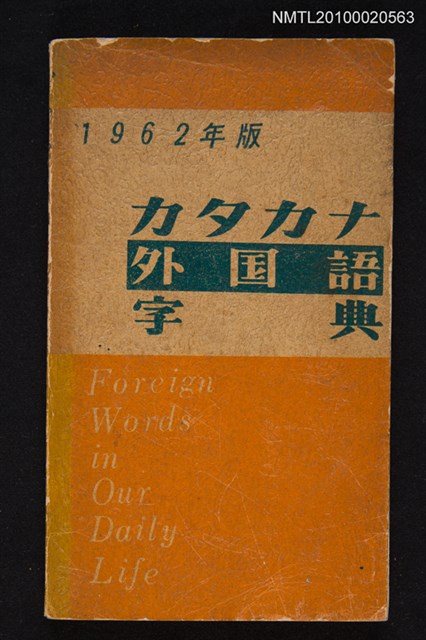 NMTL20100020563
1962年版
カタカナ
外国語
字典
Foreign
Words
in
Our
Daily
Life